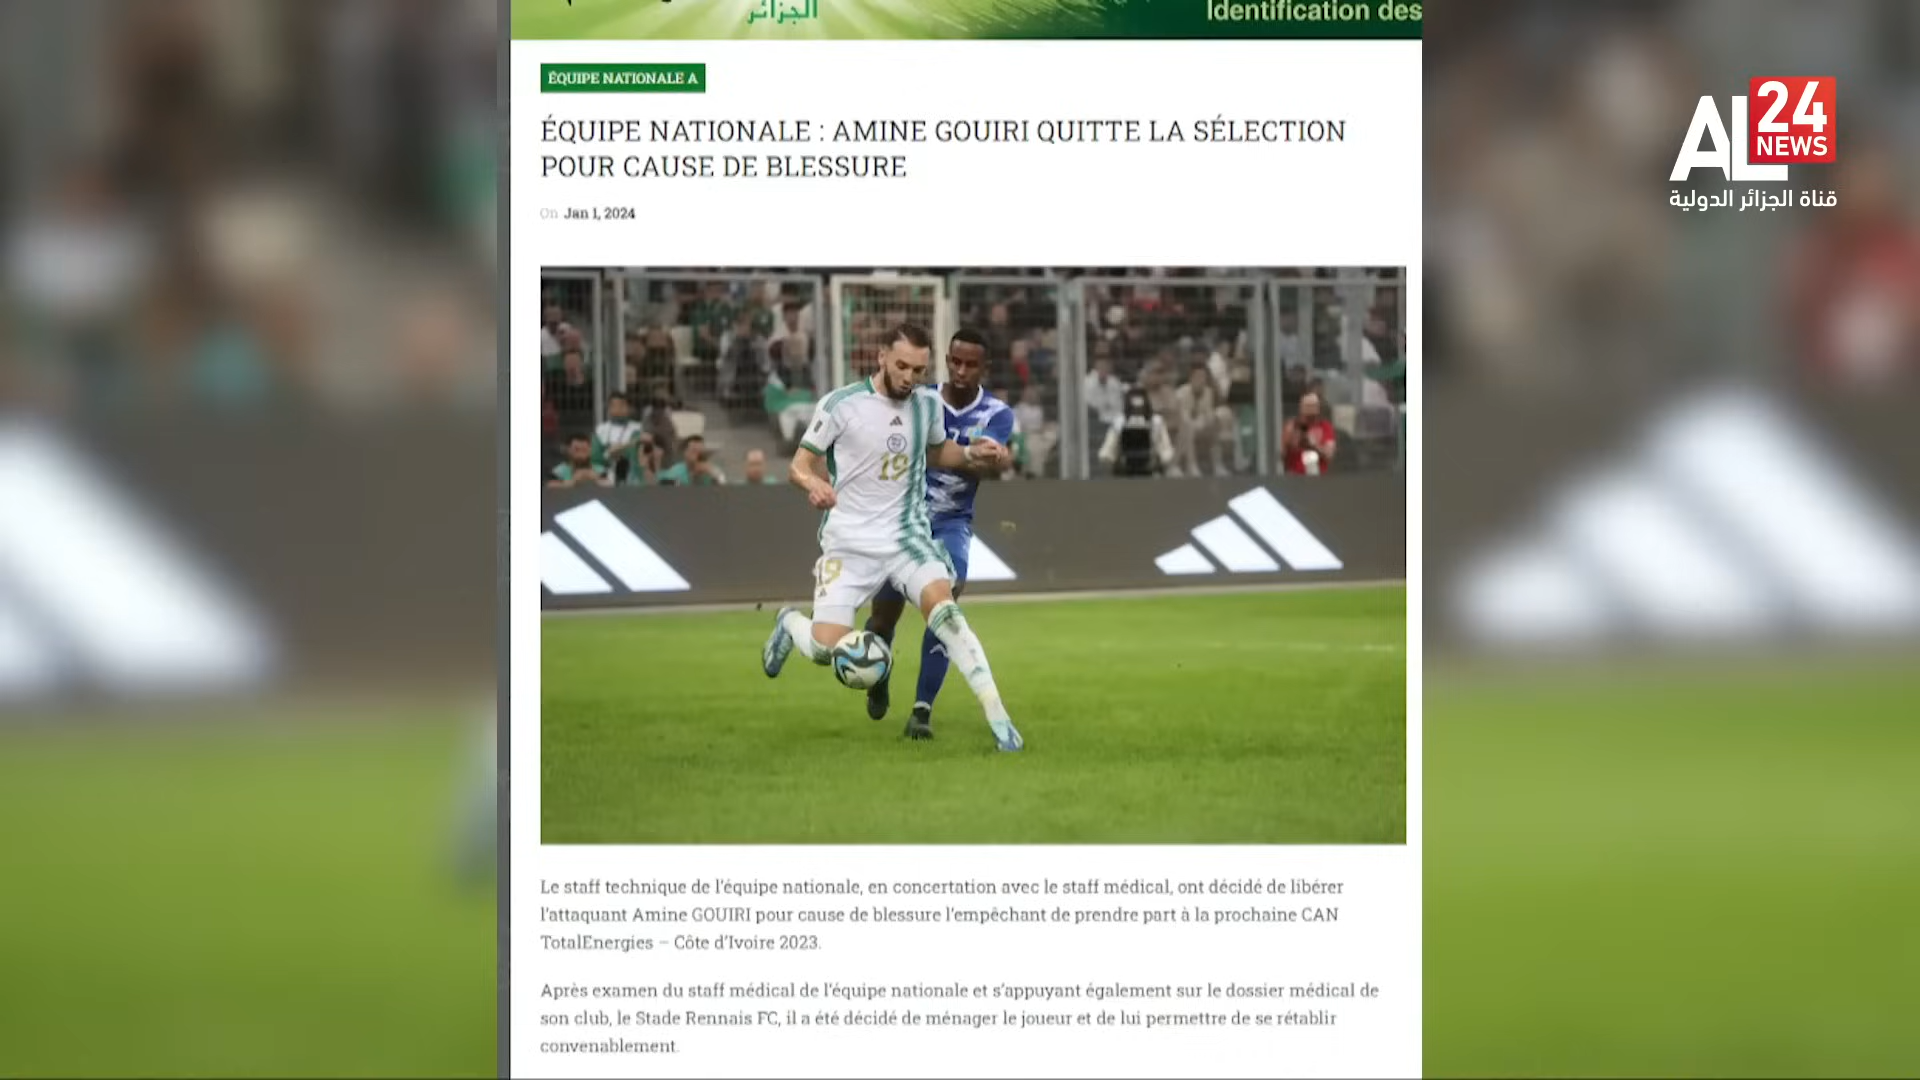 الجزائر
Identification des
ÉQUIPE NATIONALE A
ÉQUIPE NATIONALE : AMINE GOUIRI QUITTE LA SÉLECTION
POUR CAUSE DE BLESSURE
On Jan 1, 2024
AL
24
NEWS
قناة الجزائر الدولية
19
19
Le staff technique de l'équipe nationale, en concertation avec le staff médical, ont décidé de libérer
l'attaquant Amine GOUIRI pour cause de blessure l'empêchant de prendre part à la prochaine CAN
TotalEnergies – Côte d'Ivoire 2023.
Après examen du staff médical de l'équipe nationale et s'appuyant également sur le dossier médical de
son club, le Stade Rennais FC, il a été décidé de ménager le joueur et de lui permettre de se rétablir
convenablement.